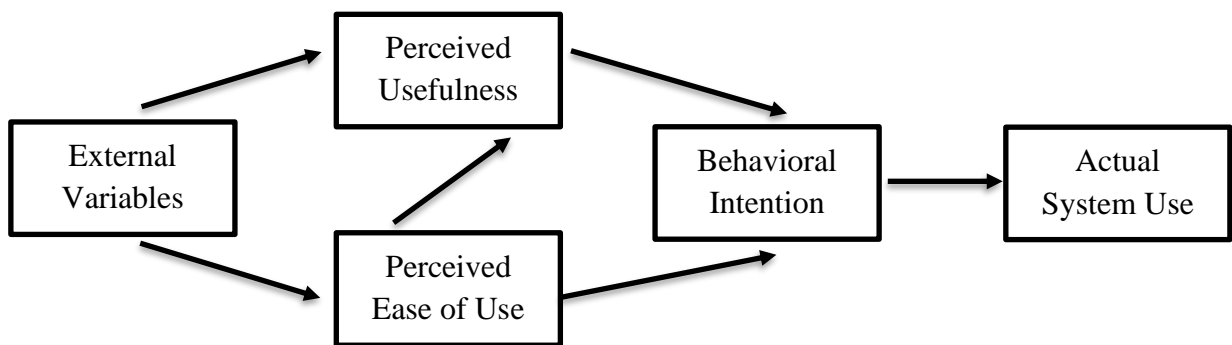 Perceived
Usefulness
External
Variables
Behavioral
Intention
Actual
System Use
Perceived
Ease of Use